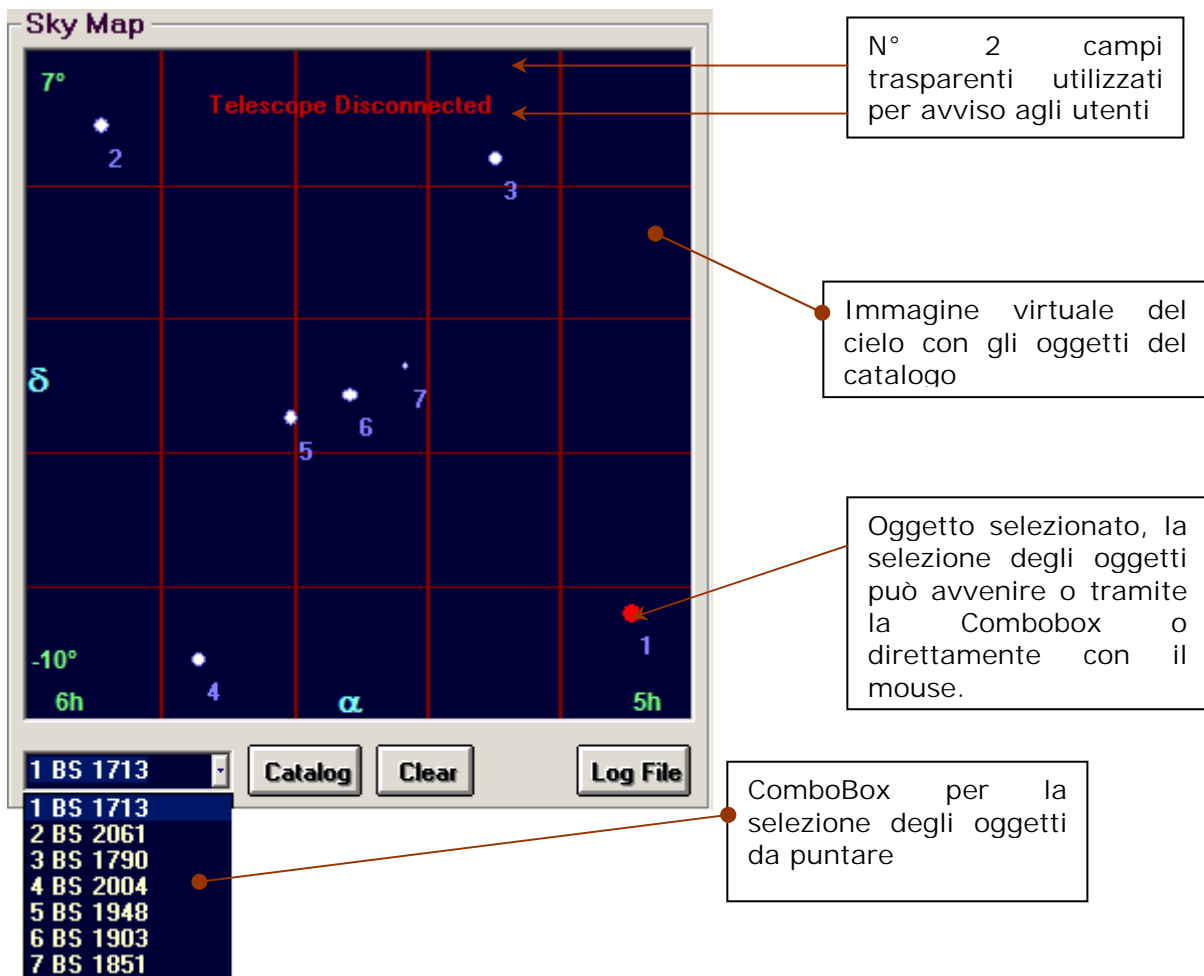 Sky Map
7°
Telescope Disconnected
2
3
δ
7
6
5
-10°
1
4
6h
α
5h
1 BS 1713
Catalog
Clear
Log File
1 BS 1713
2 BS 2061
3 BS 1790
4 BS 2004
5 BS 1948
6 BS 1903
7 BS 1851
N° 2 campi
trasparenti utilizzati
per avviso agli utenti
Immagine virtuale del
cielo con gli oggetti del
catalogo
Oggetto selezionato, la
selezione degli oggetti
può avvenire o tramite
la Combobox o
direttamente con il
mouse.
ComboBox per la
selezione degli oggetti
da puntare